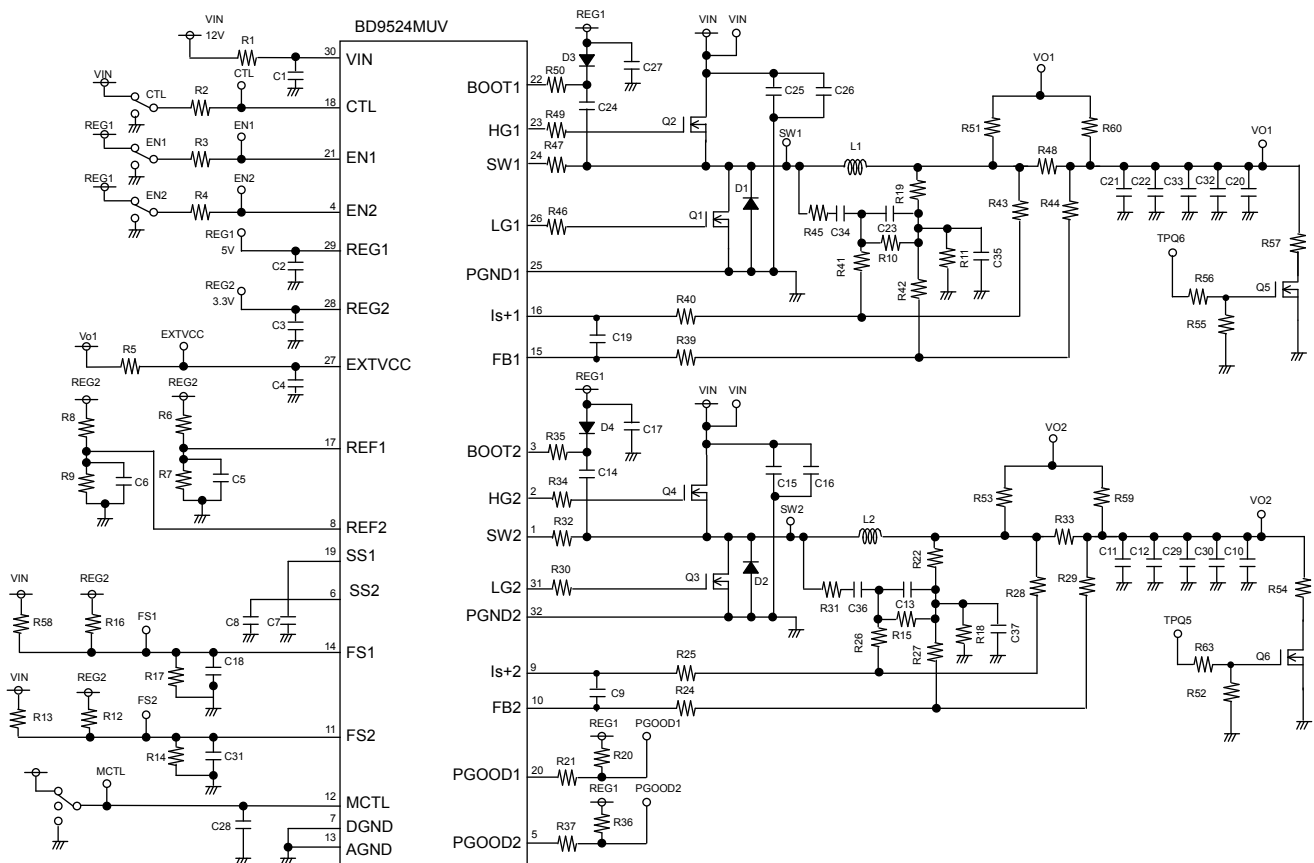 BD9524MUV
VIN
12V
R1
30
VIN
C1
VIN
CTL
R2
CTL
18
CTL
REG1
EN1
R3
EN1
21
EN1
REG1
EN2
R4
EN2
4
EN2
REG1
5V
29
REG1
C2
REG2
3.3V
28
REG2
C3
Vo1
R5
EXTVCC
27
EXTVCC
C4
REG2
R8
R9
C6
REG2
R6
R7
C5
17
REF1
8
REF2
19
SS1
6
SS2
C8
C7
VIN
R58
REG2
R16
FS1
R17
C18
14
FS1
VIN
R13
REG2
R12
FS2
R14
C31
11
FS2
MCTL
C28
12
MCTL
7
DGND
13
AGND
REG1
D3
C27
BOOT1
22
R50
C24
HG1
23
R49
SW1
24
R47
LG1
26
R46
PGND1
25
Is+1
16
R40
C19
FB1
15
R39
VIN
VIN
Q2
C25
C26
SW1
Q1
D1
L1
R45
C34
C23
R10
R19
R41
R42
R11
C35
VO1
R51
R60
R48
R43
R44
C21
C22
C33
C32
C20
VO1
R57
TPQ6
R56
R55
Q5
REG1
D4
C17
BOOT2
3
R35
C14
HG2
2
R34
SW2
1
R32
LG2
31
R30
PGND2
32
Is+2
9
R25
C9
FB2
10
R24
VIN
VIN
Q4
C15
C16
SW2
Q3
D2
L2
R31
C36
C13
R15
R22
R26
R27
R18
C37
VO2
R53
R59
R33
R28
R29
C11
C12
C29
C30
C10
VO2
R54
TPQ5
R63
R52
Q6
PGOOD1
20
R21
REG1
R20
PGOOD1
PGOOD2
5
R37
REG1
R36
PGOOD2